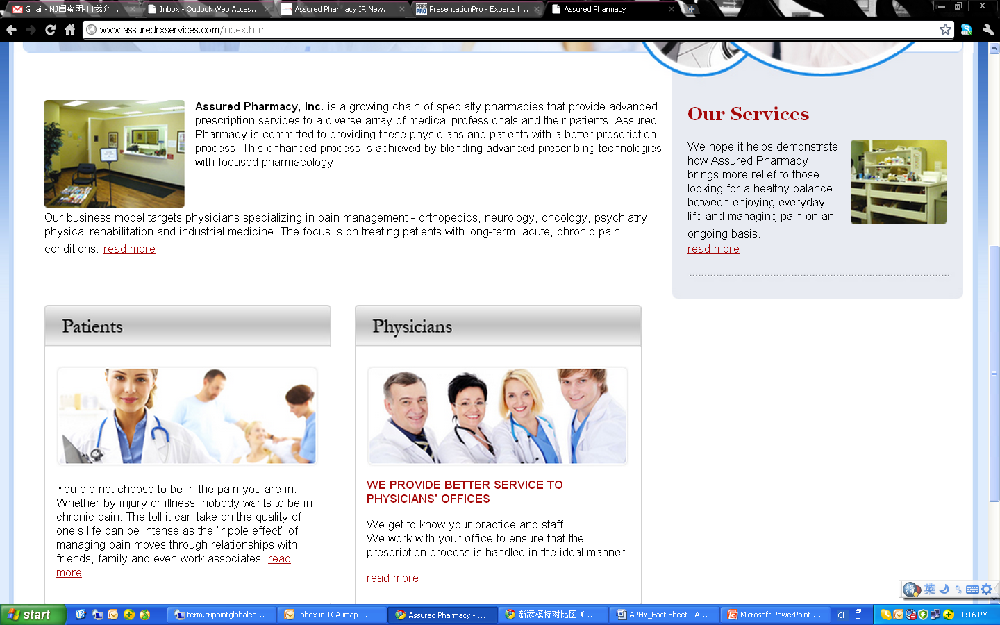 Gmail - NJ闺蜜团-自我介...
Inbox - Outlook Web Acces...
Assured Pharmacy IR New...
PresentationPro - Experts f...
Assured Pharmacy
www.assuredrxservices.com/index.html
Assured Pharmacy, Inc. is a growing chain of specialty pharmacies that provide advanced
prescription services to a diverse array of medical professionals and their patients. Assured
Pharmacy is committed to providing these physicians and patients with a better prescription
process. This enhanced process is achieved by blending advanced prescribing technologies
with focused pharmacology.
Our business model targets physicians specializing in pain management - orthopedics, neurology, oncology, psychiatry,
physical rehabilitation and industrial medicine. The focus is on treating patients with long-term, acute, chronic pain
conditions. read more
Our Services
We hope it helps demonstrate
how Assured Pharmacy
brings more relief to those
looking for a healthy balance
between enjoying everyday
life and managing pain on an
ongoing basis.
read more
Patients
You did not choose to be in the pain you are in.
Whether by injury or illness, nobody wants to be in
chronic pain. The toll it can take on the quality of
one's life can be intense as the "ripple effect" of
managing pain moves through relationships with
friends, family and even work associates. read
more
Physicians
WE PROVIDE BETTER SERVICE TO
PHYSICIANS' OFFICES
We get to know your practice and staff.
We work with your office to ensure that the
prescription process is handled in the ideal manner.
read more
英
start
term.tripointglobaleq...
Inbox in TCA imap - ...
Assured Pharmacy - ...
新添模特对比图 ( ...
APHY_Fact Sheet - A...
Microsoft PowerPoint ...
CH
1:16 PM